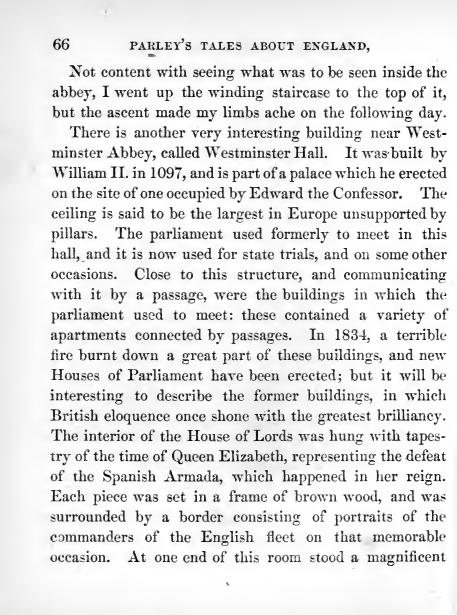 66 PARLEY'S TALES ABOUT ENGLAND,
Not content with seeing what was to be seen inside the
abbey, I went up the winding staircase to the top of it,
but the ascent made my limbs ache on the following day.
There is another very interesting building near West-
minster Abbey, called Westminster Hall. It was built by
William II. in 1097, and is part of a palace which he erected
on the site of one occupied by Edward the Confessor. The
ceiling is said to be the largest in Europe unsupported by
pillars. The parliament used formerly to meet in this
hall, and it is now used for state trials, and on some other
occasions. Close to this structure, and communicating
with it by a passage, were the buildings in which the
parliament used to meet: these contained a variety of
apartments connected by passages. In 1834, a terrible
fire burnt down a great part of these buildings, and new
Houses of Parliament have been erected; but it will be
interesting to describe the former buildings, in which
British eloquence once shone with the greatest brilliancy.
The interior of the House of Lords was hung with tapes-
try of the time of Queen Elizabeth, representing the defeat
of the Spanish Armada, which happened in her reign.
Each piece was set in a frame of brown wood, and was
surrounded by a border consisting of portraits of the
commanders of the English fleet on that memorable
occasion. At one end of this room stood a magnificent